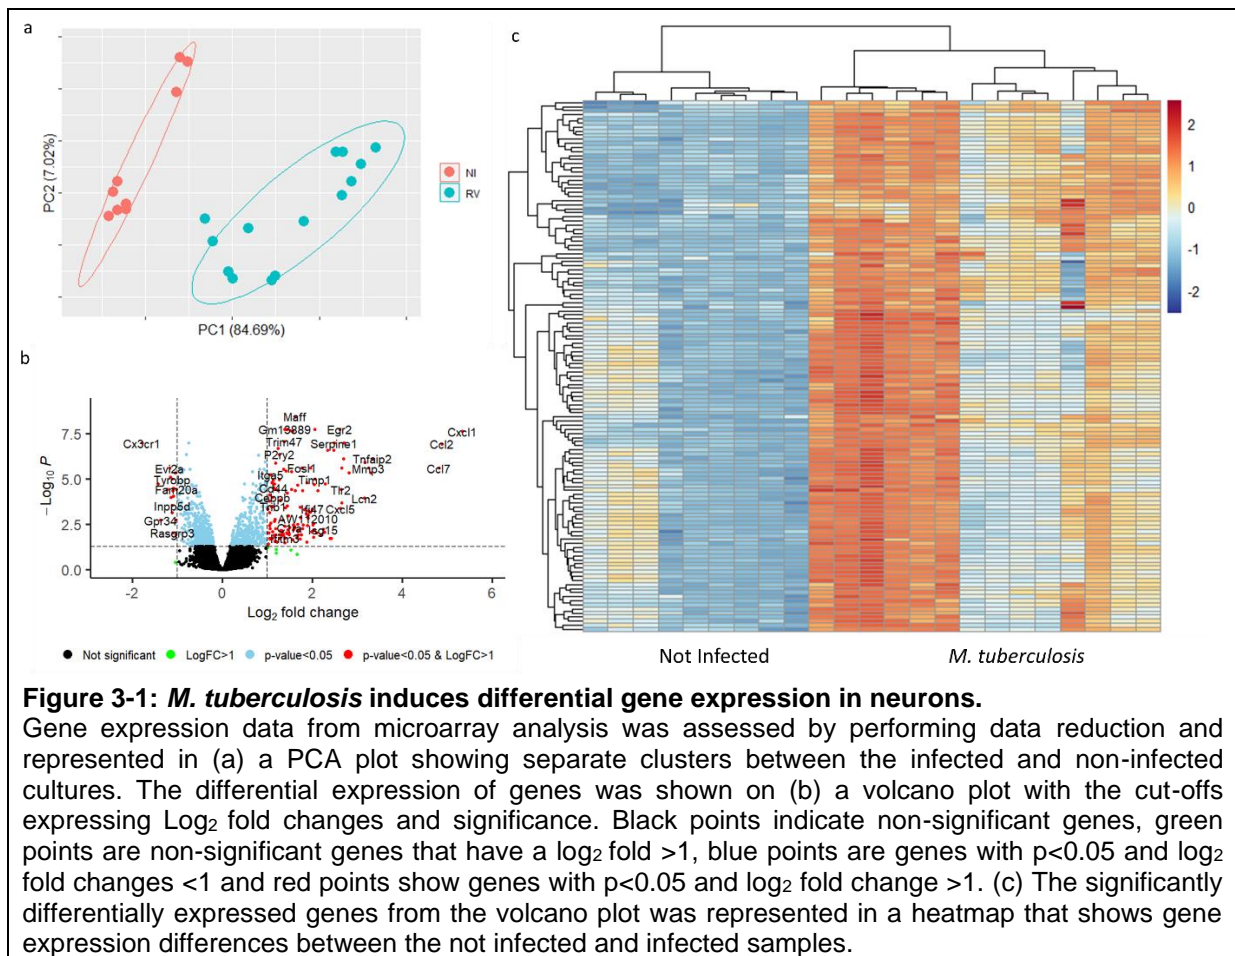 a
PC2 (7.02%)
PC1 (84.69%)
NI
RV
b
7.5
5.0
2.5
0.0
-Log10 P
-2
0
2
4
6
Log2 fold change
Maff
Gm13889
Egr2
Cxcl1
Cx3cr1
Trim47
Serpine1
Ccl2
P2ry2
Tnfaip2
Evi2a
Fosl1
Mmp3
Ccl7
Tyrobp
Itga5
Timp1
Fam20a
Cd44
Tlr2
Cebpb
Lcn2
Inpp5d
Ifi47
Cxcl5
Gpr34
AW112010
Rasgrp3
Isg15
Ifitm3
Not significant
LogFC>1
p-value<0.05
p-value<0.05 & LogFC>1
c
2
1
0
-1
-2
Not Infected
M. tuberculosis
Figure 3-1: M. tuberculosis induces differential gene expression in neurons.
Gene expression data from microarray analysis was assessed by performing data reduction and
represented in (a) a PCA plot showing separate clusters between the infected and non-infected
cultures. The differential expression of genes was shown on (b) a volcano plot with the cut-offs
expressing Log2 fold changes and significance. Black points indicate non-significant genes, green
points are non-significant genes that have a log2 fold >1, blue points are genes with p<0.05 and log2
fold changes <1 and red points show genes with p<0.05 and log2 fold change >1. (c) The significantly
differentially expressed genes from the volcano plot was represented in a heatmap that shows gene
expression differences between the not infected and infected samples.